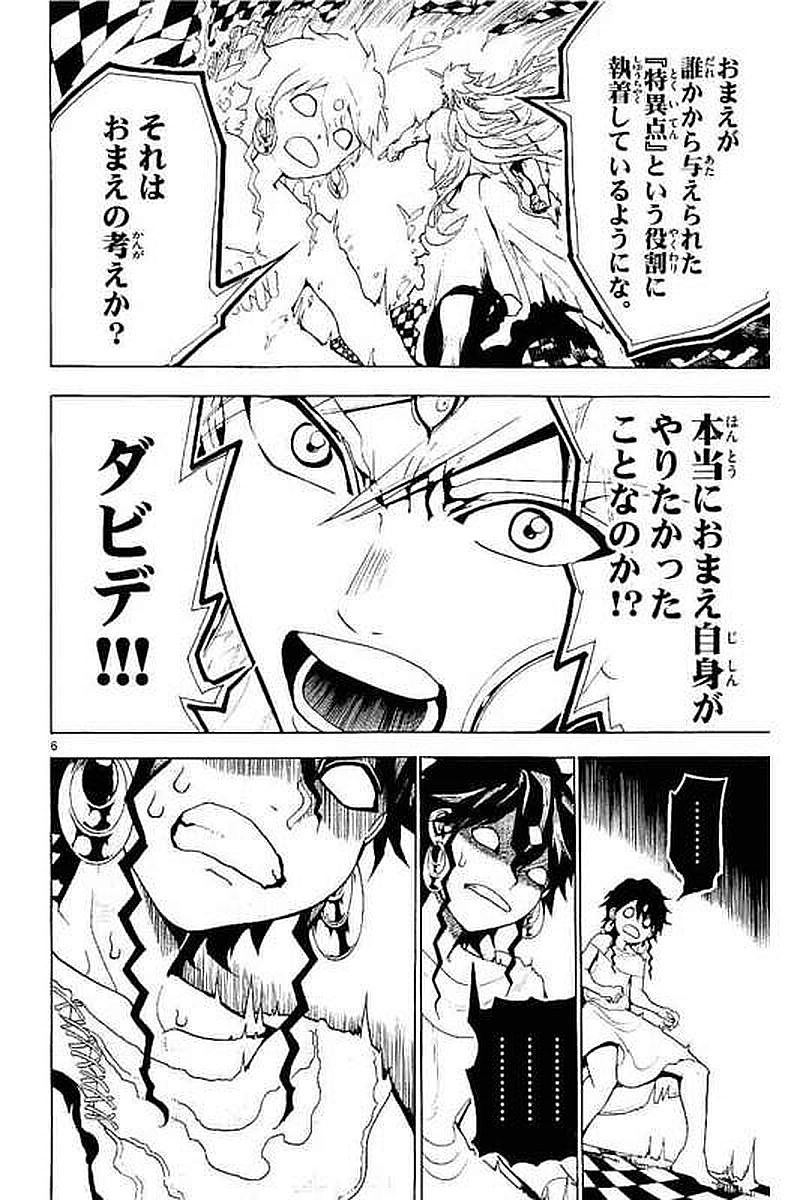 おまえが
誰かから与えられた
『特異点』という役割に
執着しているようにな。
それは
おまえの考えか?
本当におまえ自身が
やりたかった
ことなのか!?
ダビデ!!!
6
………
………
………